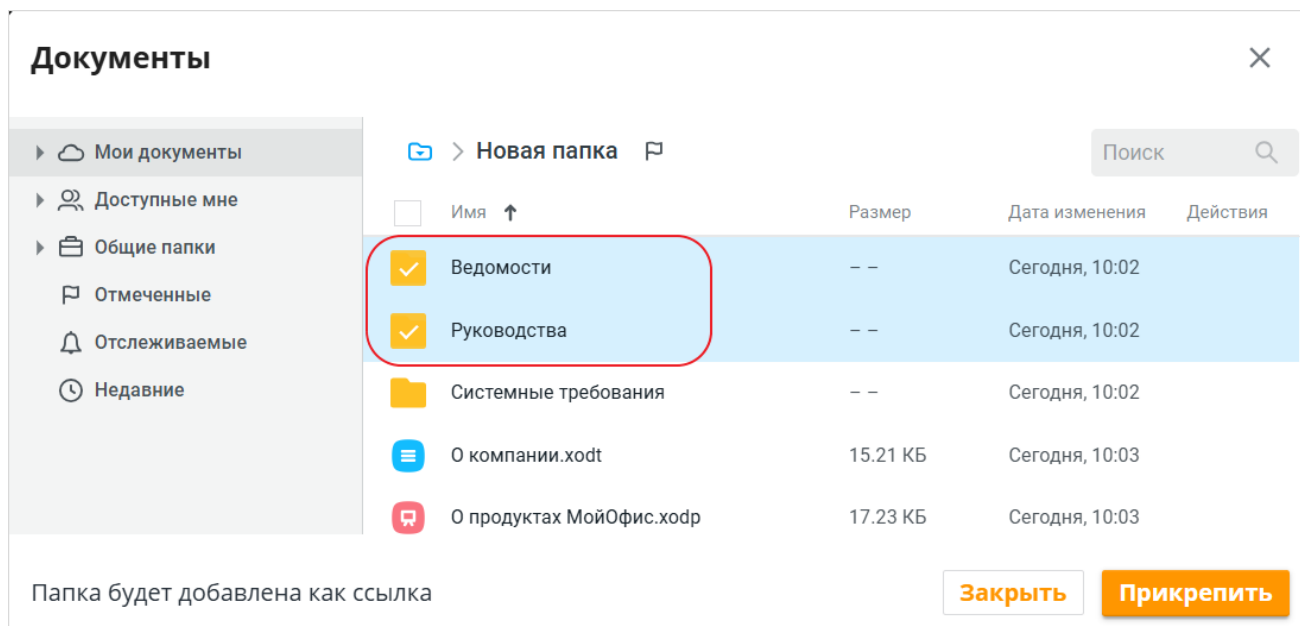 Документы
Мои документы
Доступные мне
Общие папки
Отмеченные
Отслеживаемые
Недавние
Новая папка
Поиск
Имя Размер Дата изменения Действия
Ведомости – – Сегодня, 10:02
Руководства – – Сегодня, 10:02
Системные требования – – Сегодня, 10:02
О компании.xodt 15.21 КБ Сегодня, 10:03
О продуктах МойОфис.xodp 17.23 КБ Сегодня, 10:03
Папка будет добавлена как ссылка
Закрыть Прикрепить